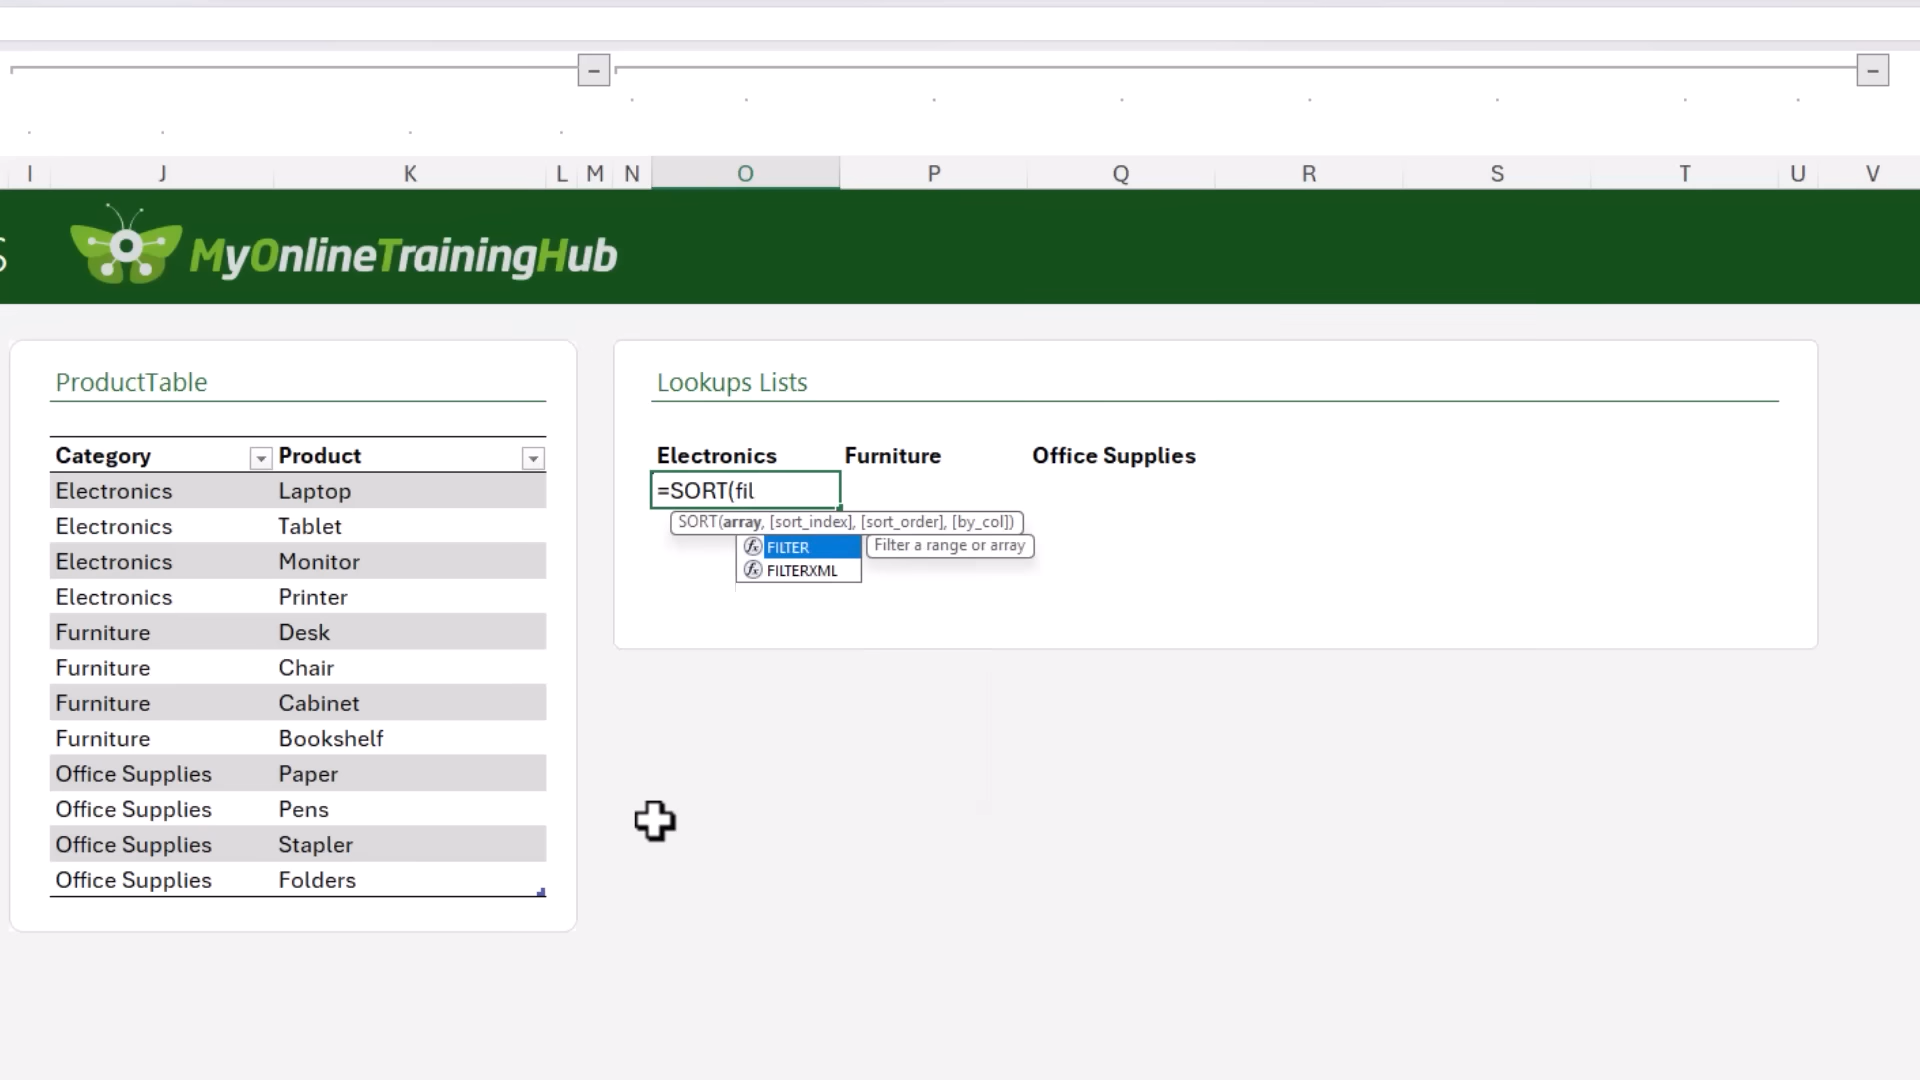 I J K L M N O P Q R S T U V
S MyOnlineTrainingHub
ProductTable
Category Product
Electronics Laptop
Electronics Tablet
Electronics Monitor
Electronics Printer
Furniture Desk
Furniture Chair
Furniture Cabinet
Furniture Bookshelf
Office Supplies Paper
Office Supplies Pens
Office Supplies Stapler
Office Supplies Folders
Lookups Lists
Electronics Furniture Office Supplies
=SORT(fil
SORT(array, [sort_index], [sort_order], [by_col])
fx FILTER Filter a range or array
fx FILTERXML